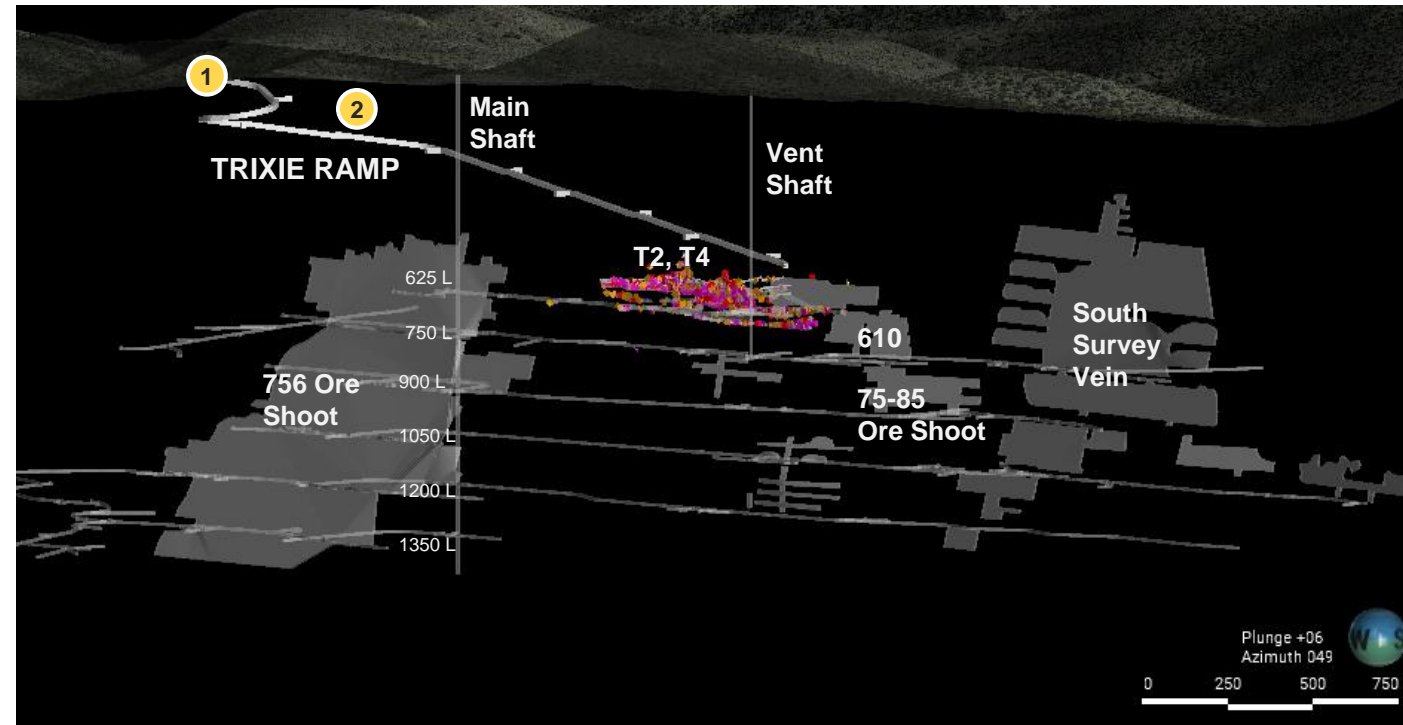 1
2
Main
Shaft
TRIXIE RAMP
Vent
Shaft
T2, T4
625 L
750 L
610
South
Survey
Vein
900 L
756 Ore
Shoot
75-85
Ore Shoot
1050 L
1200 L
1350 L
Plunge +06
Azimuth 049
W S
0 250 500 750